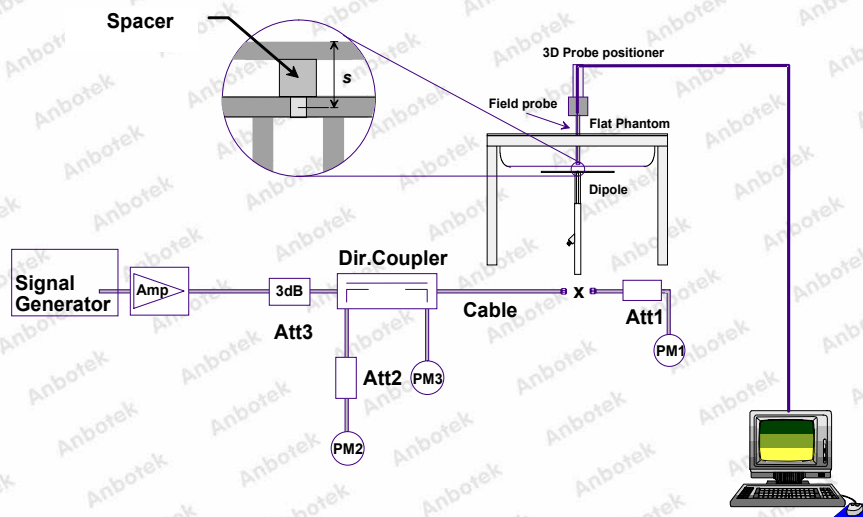 Spacer
s
3D Probe positioner
Field probe
Flat Phantom
Dipole
Signal
Generator
Amp
3dB
Att3
Dir.Coupler
Cable
x
Att1
PM1
Att2
PM3
PM2
Anbotek